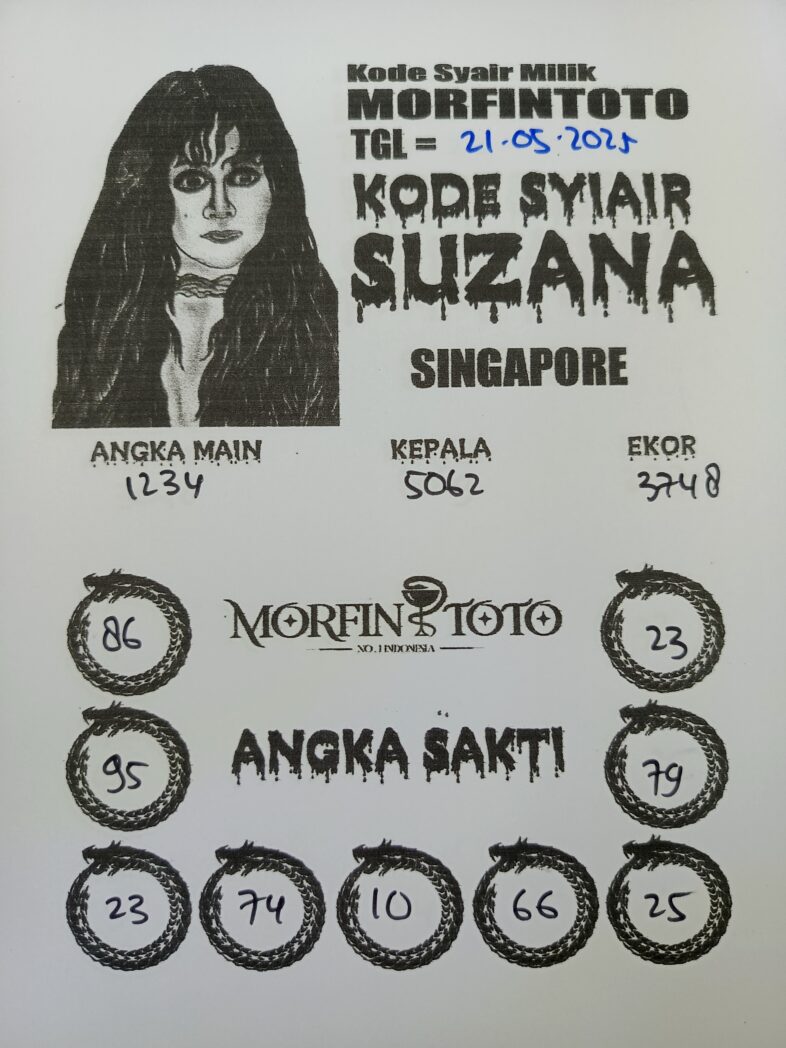 Kode Syair Milik
MORFINTOTO
TGL = 21.05.2025
KODE SYIAIR
SUZANA
SINGAPORE
ANGKA MAIN KEPALA EKOR
1234 5062 3748
86 MORFIN TOTO 23
NO. 1 INDONESIA
95 ANGKA SAKTI 79
23 74 10 66 25